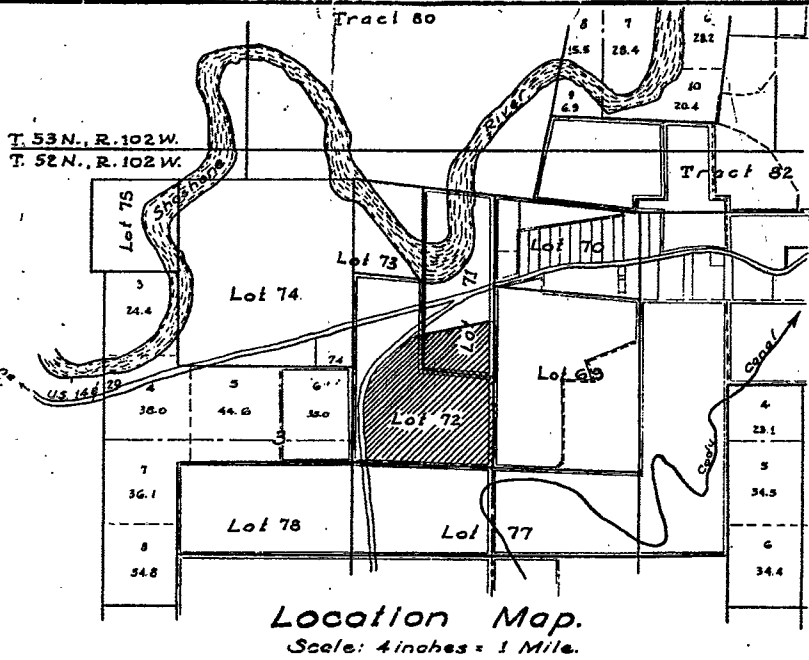 Tract 80
8
7
6
15.5
28.4
28.2
9
6.9
10
20.4
River
T. 53 N., R. 102 W.
T. 52 N., R. 102 W.
Tract 82
Shoshone
Lot 75
Lot 73
71
Lot 70
3
24.4
Lot 74
Lot
74
Lot 69
Canal
Cody
U.S. 14 & 20
4
38.0
5
44.6
6
35.0
Lot 72
4
23.1
3
7
36.1
5
34.5
Lot 78
Lot 77
8
34.8
6
34.4
Location Map.
Scale: 4 inches = 1 Mile.